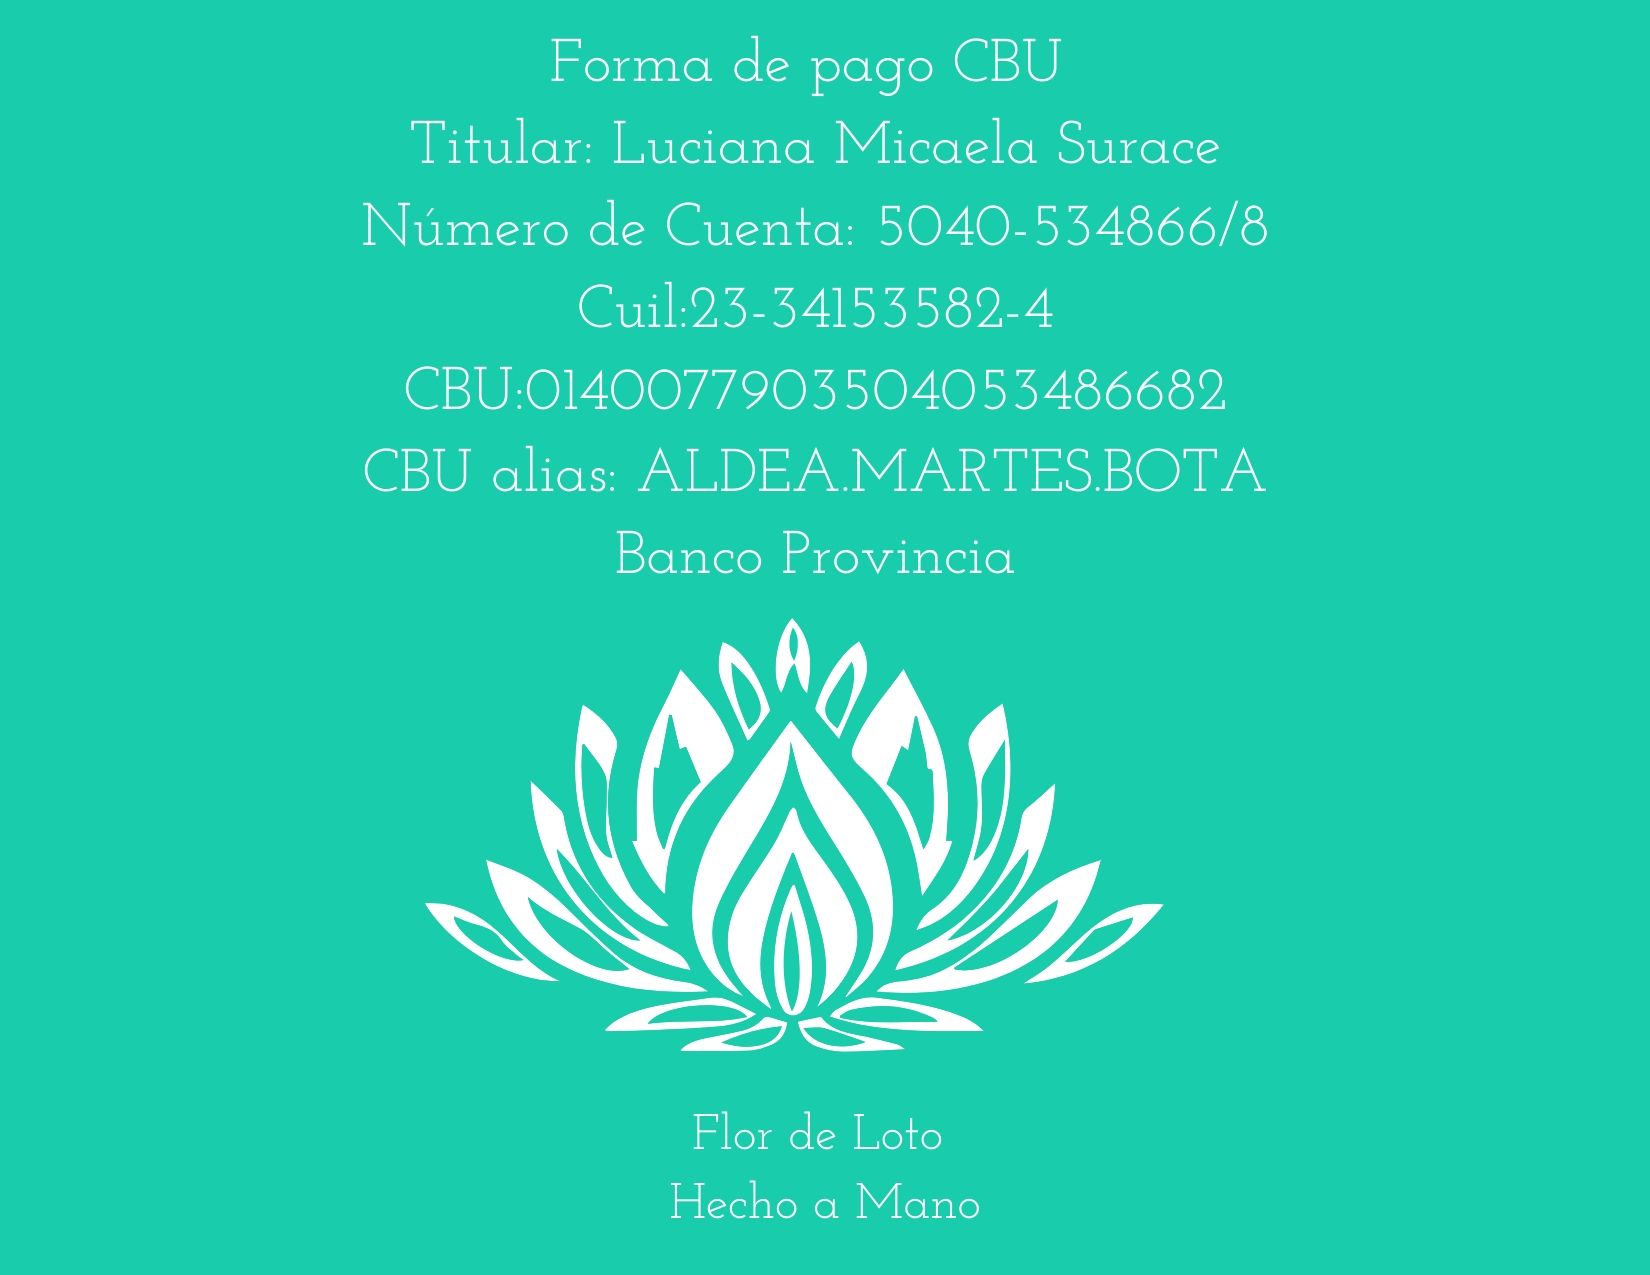 Forma de pago CBU
Titular: Luciana Micaela Surace
Número de Cuenta: 5040-534866/8
Cuil:23-34153582-4
CBU:0140077903504053486682
CBU alias: ALDEA.MARTES.BOTA
Banco Provincia
Flor de Loto
Hecho a Mano